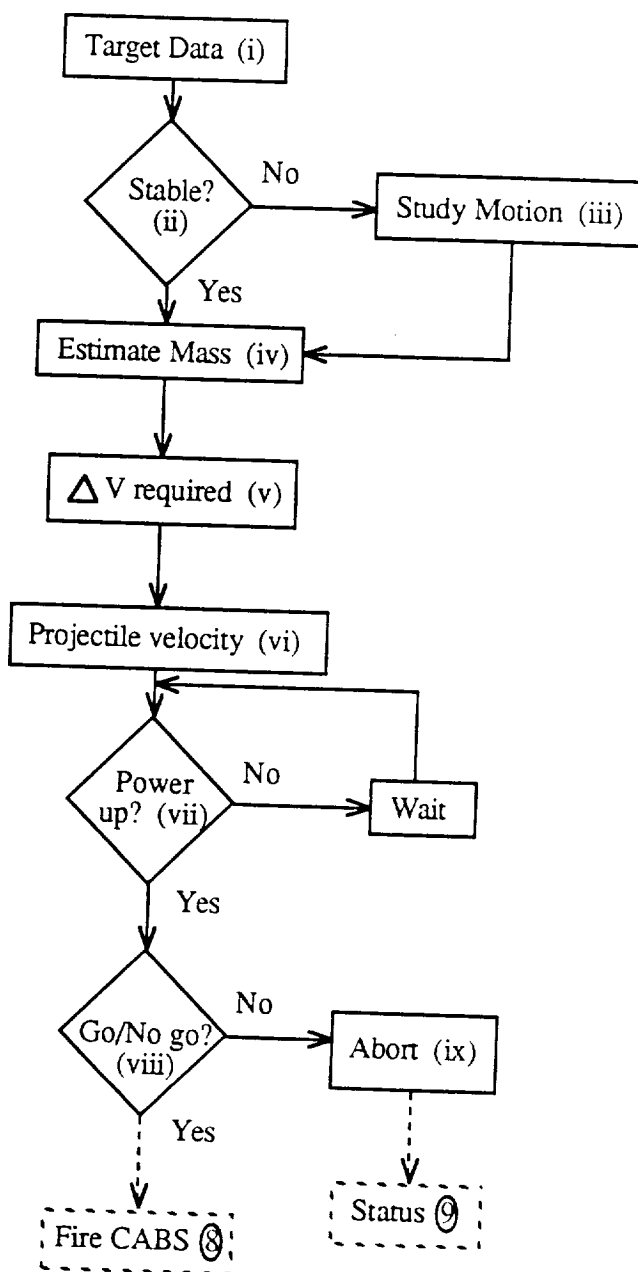 Target Data (i)
Stable?
(ii)
No
Study Motion (iii)
Yes
Estimate Mass (iv)
△ V required (v)
Projectile velocity (vi)
Power
up? (vii)
No
Wait
Yes
Go/No go?
(viii)
No
Abort (ix)
Yes
Fire CABS ⑧
Status ⑨